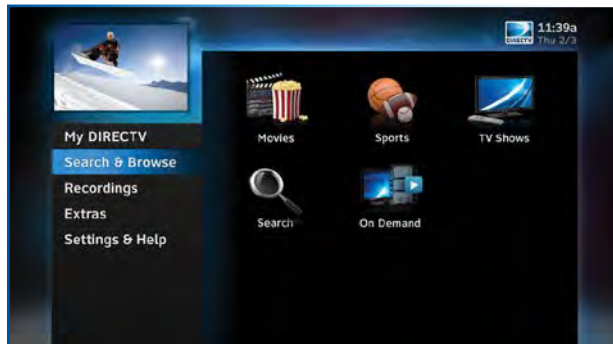 DIRECTV
11:39a
Thu 2/3
My DIRECTV
Search & Browse
Recordings
Extras
Settings & Help
Movies
Sports
TV Shows
Search
On Demand